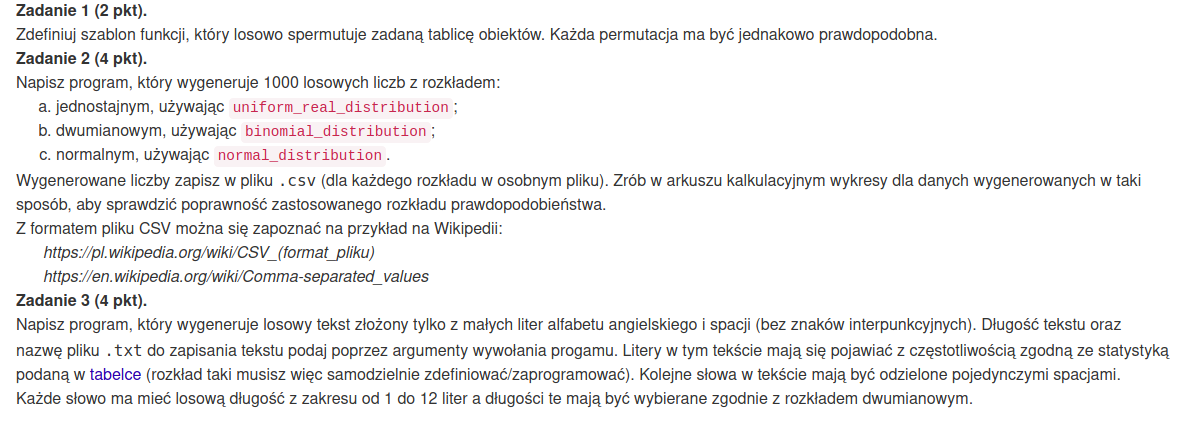 Zadanie 1 (2 pkt).
Zdefiniuj szablon funkcji, który losowo spermutuje zadaną tablicę obiektów. Każda permutacja ma być jednakowo prawdopodobna.
Zadanie 2 (4 pkt).
Napisz program, który wygeneruje 1000 losowych liczb z rozkładem:
a. jednostajnym, używając uniform_real_distribution;
b. dwumianowym, używając binomial_distribution;
c. normalnym, używając normal_distribution.
Wygenerowane liczby zapisz w pliku .csv (dla każdego rozkładu w osobnym pliku). Zrób w arkuszu kalkulacyjnym wykresy dla danych wygenerowanych w taki
sposób, aby sprawdzić poprawność zastosowanego rozkładu prawdopodobieństwa.
Z formatem pliku CSV można się zapoznać na przykład na Wikipedii:
https://pl.wikipedia.org/wiki/CSV_(format_pliku)
https://en.wikipedia.org/wiki/Comma-separated_values
Zadanie 3 (4 pkt).
Napisz program, który wygeneruje losowy tekst złożony tylko z małych liter alfabetu angielskiego i spacji (bez znaków interpunkcyjnych). Długość tekstu oraz
nazwę pliku .txt do zapisania tekstu podaj poprzez argumenty wywołania progamu. Litery w tym tekście mają się pojawiać z częstotliwością zgodną ze statystyką
podaną w tabelce (rozkład taki musisz więc samodzielnie zdefiniować/zaprogramować). Kolejne słowa w tekście mają być odzielone pojedynczymi spacjami.
Każde słowo ma mieć losową długość z zakresu od 1 do 12 liter a długości te mają być wybierane zgodnie z rozkładem dwumianowym.